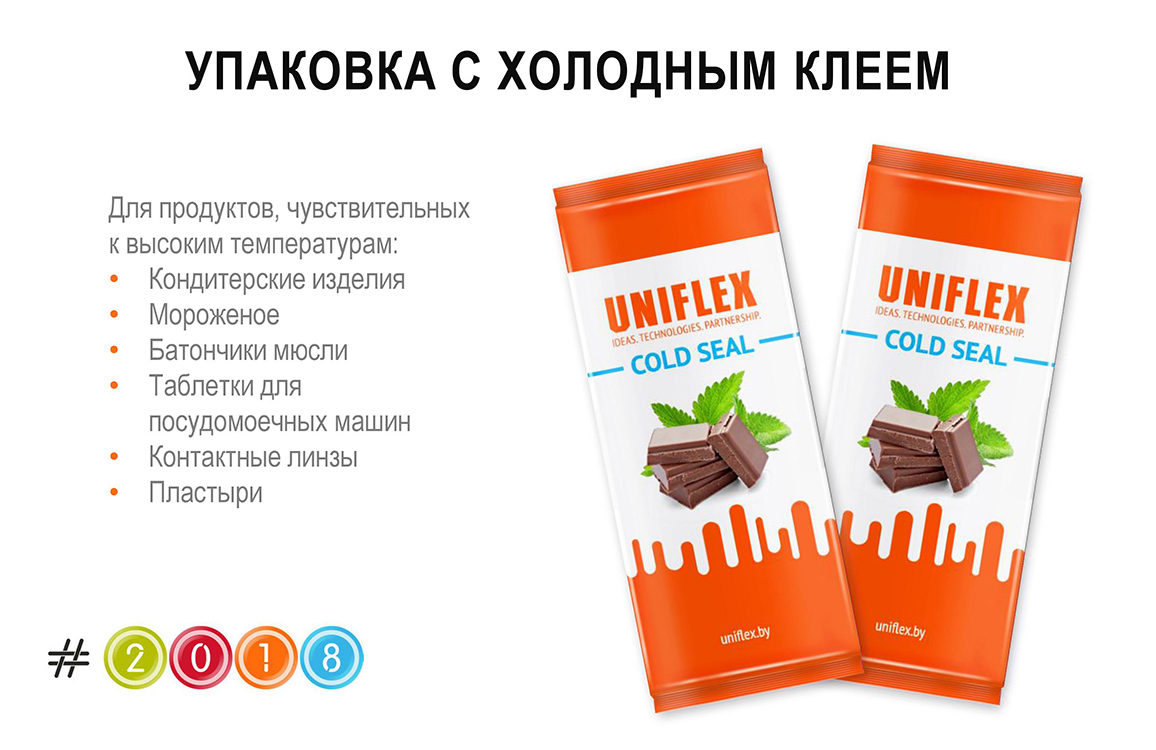 УПАКОВКА С ХОЛОДНЫМ КЛЕЕМ
Для продуктов, чувствительных
к высоким температурам:
• Кондитерские изделия
• Мороженое
• Батончики мюсли
• Таблетки для
посудомоечных машин
• Контактные линзы
• Пластыри
UNIFLEX
IDEAS. TECHNOLOGIES. PARTNERSHIP.
COLD SEAL
uniflex.by
UNIFLEX
IDEAS. TECHNOLOGIES. PARTNERSHIP.
COLD SEAL
uniflex.by
#2018